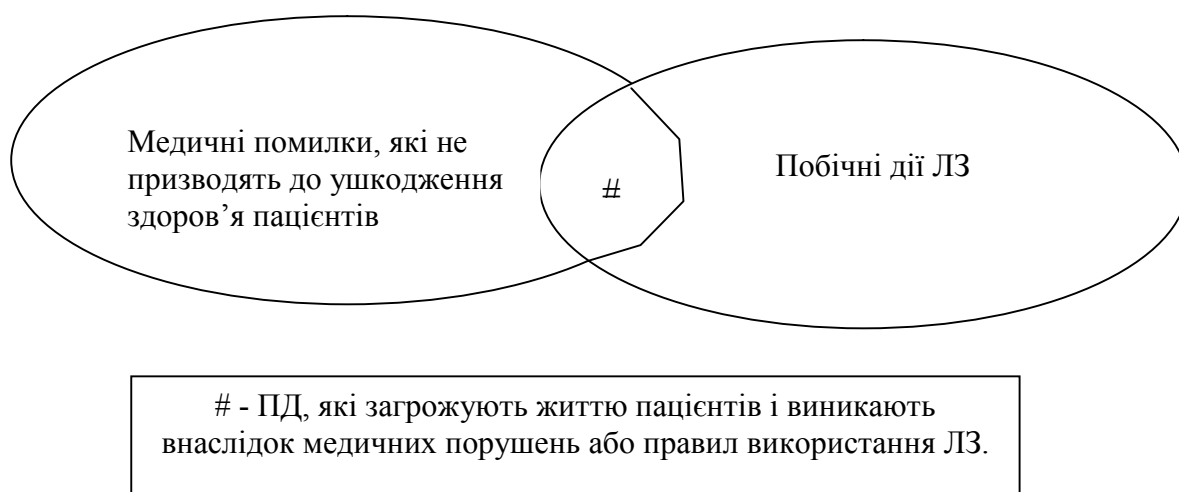 Медичні помилки, які не
призводять до ушкодження
здоров’я пацієнтів
Побічні дії ЛЗ
#
# - ПД, які загрожують життю пацієнтів і виникають
внаслідок медичних порушень або правил використання ЛЗ.